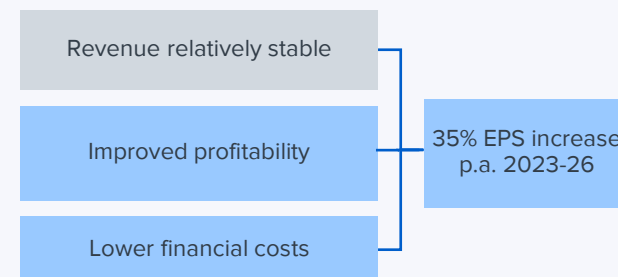 Revenue relatively stable
Improved profitability
35% EPS increase
p.a. 2023-26
Lower financial costs